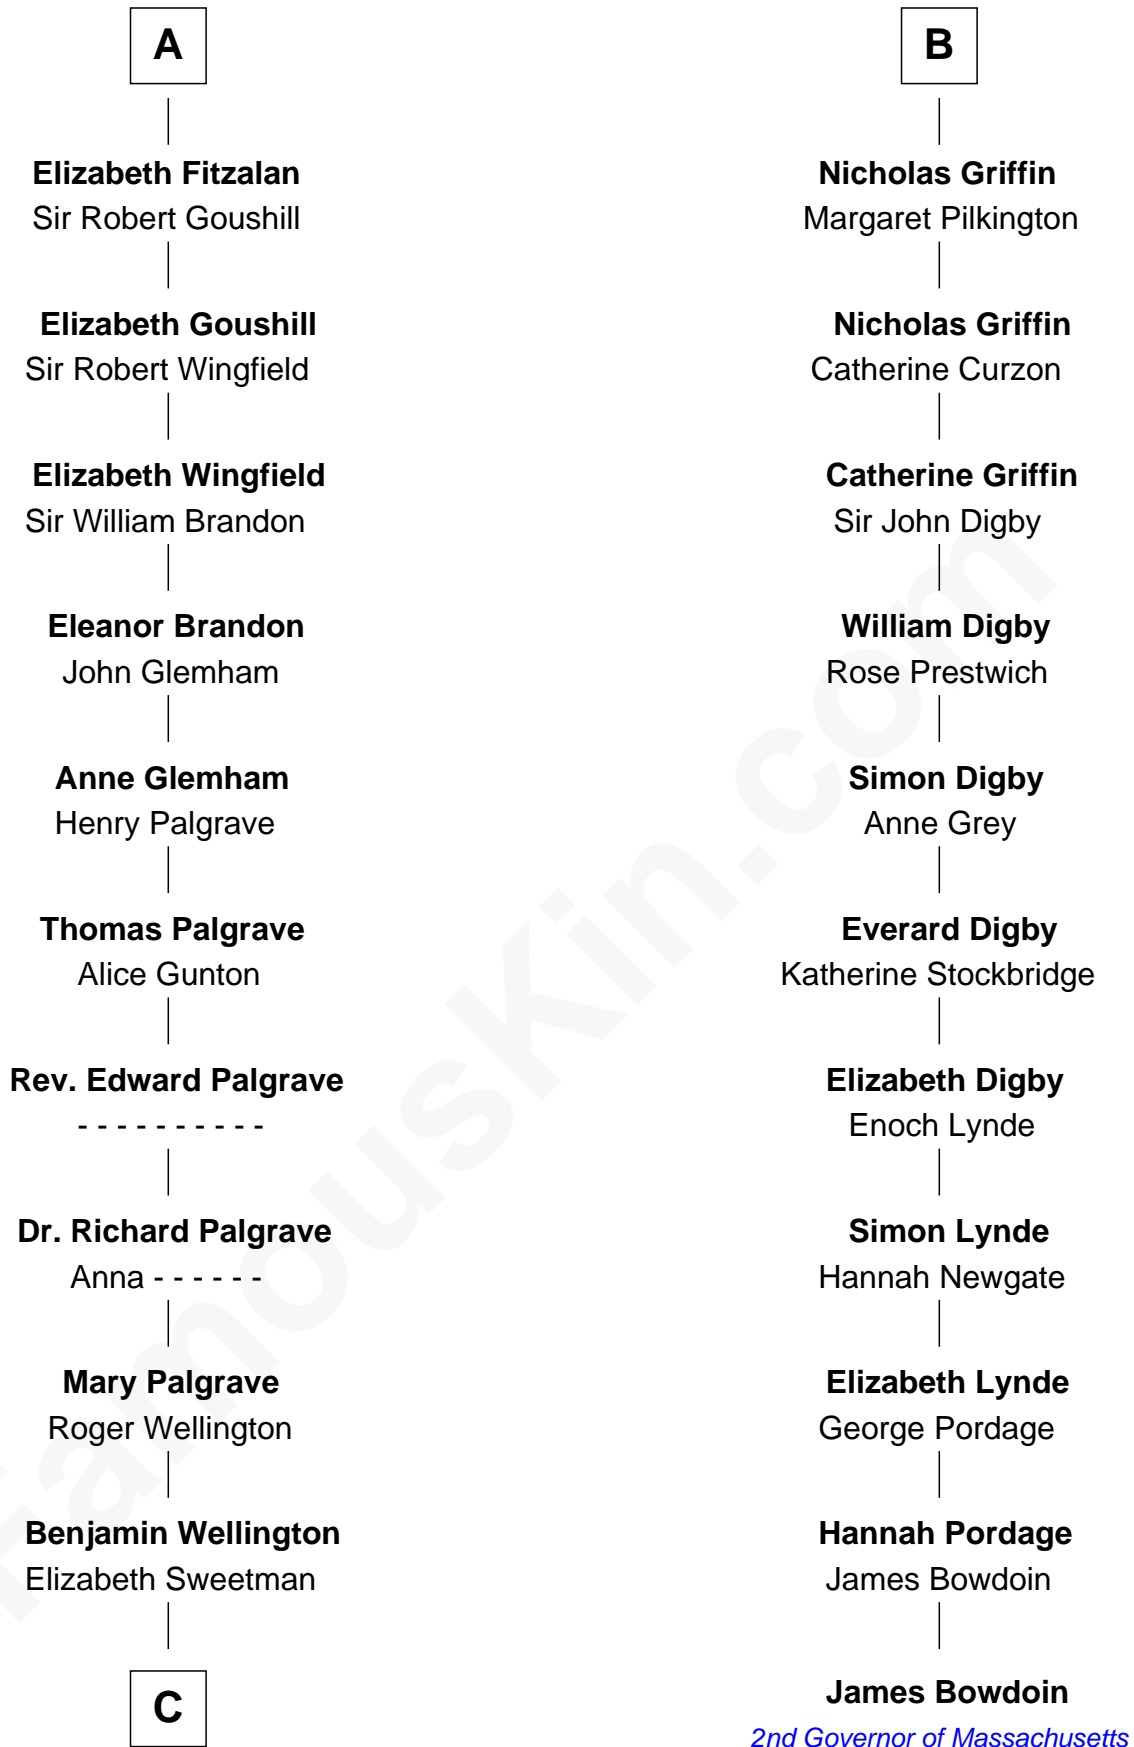 A
Elizabeth Fitzalan
Sir Robert Goushill
Elizabeth Goushill
Sir Robert Wingfield
Elizabeth Wingfield
Sir William Brandon
Eleanor Brandon
John Glemham
Anne Glemham
Henry Palgrave
Thomas Palgrave
Alice Gunton
Rev. Edward Palgrave
- - - - - - - - - -
Dr. Richard Palgrave
Anna - - - - - -
Mary Palgrave
Roger Wellington
Benjamin Wellington
Elizabeth Sweetman
C
B
Nicholas Griffin
Margaret Pilkington
Nicholas Griffin
Catherine Curzon
Catherine Griffin
Sir John Digby
William Digby
Rose Prestwich
Simon Digby
Anne Grey
Everard Digby
Katherine Stockbridge
Elizabeth Digby
Enoch Lynde
Simon Lynde
Hannah Newgate
Elizabeth Lynde
George Pordage
Hannah Pordage
James Bowdoin
James Bowdoin
2nd Governor of Massachusetts
FamousKin.com